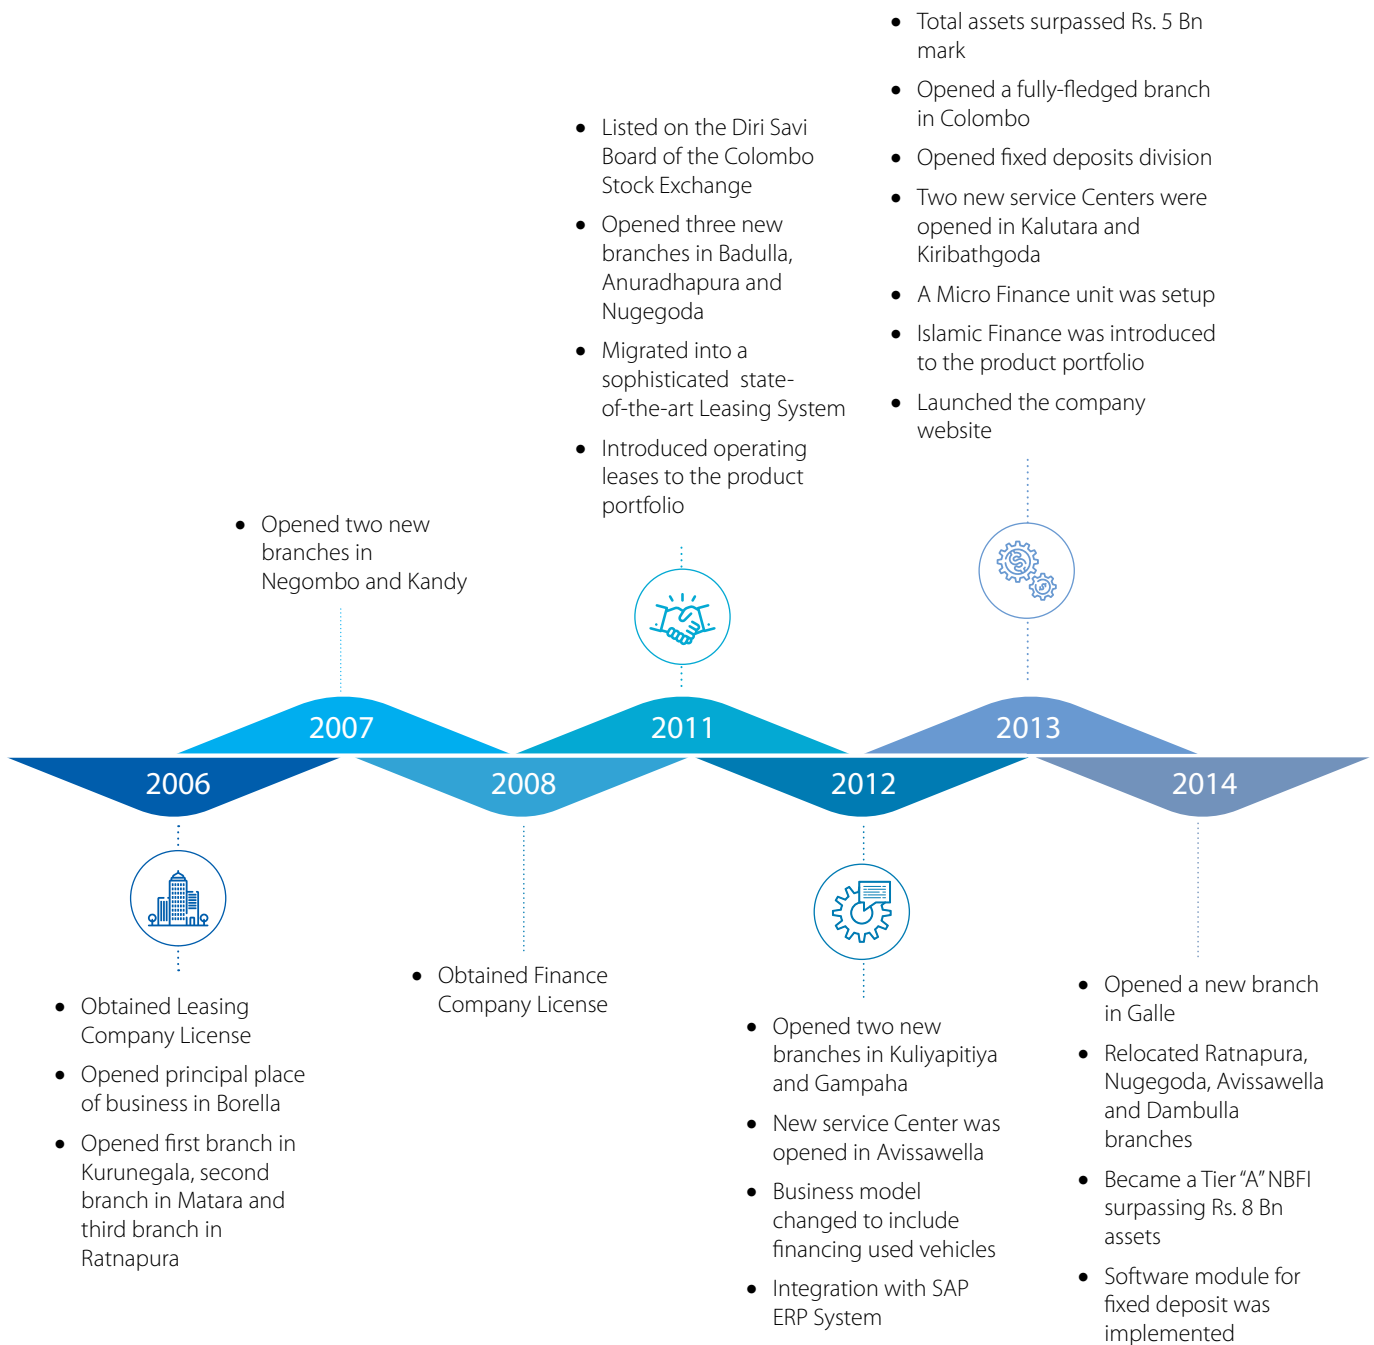 • Total assets surpassed Rs. 5 Bn
mark
• Opened a fully-fledged branch
in Colombo
• Opened fixed deposits division
• Two new service Centers were
opened in Kalutara and
Kiribathgoda
• A Micro Finance unit was setup
• Islamic Finance was introduced
to the product portfolio
• Launched the company
website
• Listed on the Diri Savi
Board of the Colombo
Stock Exchange
• Opened three new
branches in Badulla,
Anuradhapura and
Nugegoda
• Migrated into a
sophisticated state-
of-the-art Leasing System
• Introduced operating
leases to the product
portfolio
• Opened two new
branches in
Negombo and Kandy
2007
2011
2013
2006
2008
2012
2014
• Obtained Leasing
Company License
• Opened principal place
of business in Borella
• Opened first branch in
Kurunegala, second
branch in Matara and
third branch in
Ratnapura
• Obtained Finance
Company License
• Opened two new
branches in Kuliyapitiya
and Gampaha
• New service Center was
opened in Avissawella
• Business model
changed to include
financing used vehicles
• Integration with SAP
ERP System
• Opened a new branch
in Galle
• Relocated Ratnapura,
Nugegoda, Avissawella
and Dambulla
branches
• Became a Tier “A” NBFI
surpassing Rs. 8 Bn
assets
• Software module for
fixed deposit was
implemented